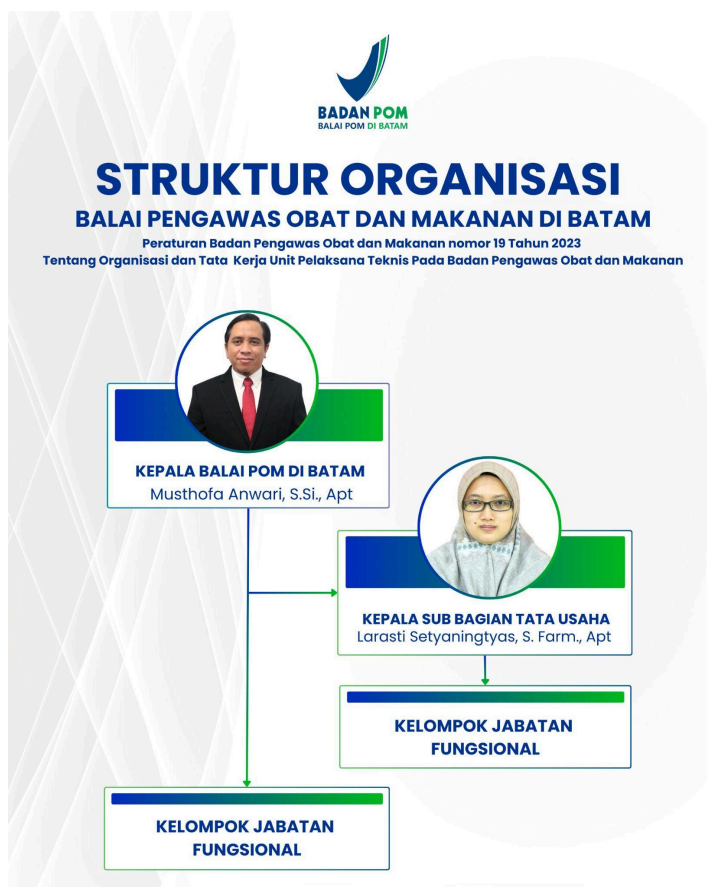 BADAN POM
BALAI POM DI BATAM
STRUKTUR ORGANISASI
BALAI PENGAWAS OBAT DAN MAKANAN DI BATAM
Peraturan Badan Pengawas Obat dan Makanan nomor 19 Tahun 2023
Tentang Organisasi dan Tata Kerja Unit Pelaksana Teknis Pada Badan Pengawas Obat dan Makanan
KEPALA BALAI POM DI BATAM
Musthofa Anwari, S.Si., Apt
KEPALA SUB BAGIAN TATA USAHA
Larasti Setyaningtyas, S. Farm., Apt
KELOMPOK JABATAN
FUNGSIONAL
KELOMPOK JABATAN
FUNGSIONAL